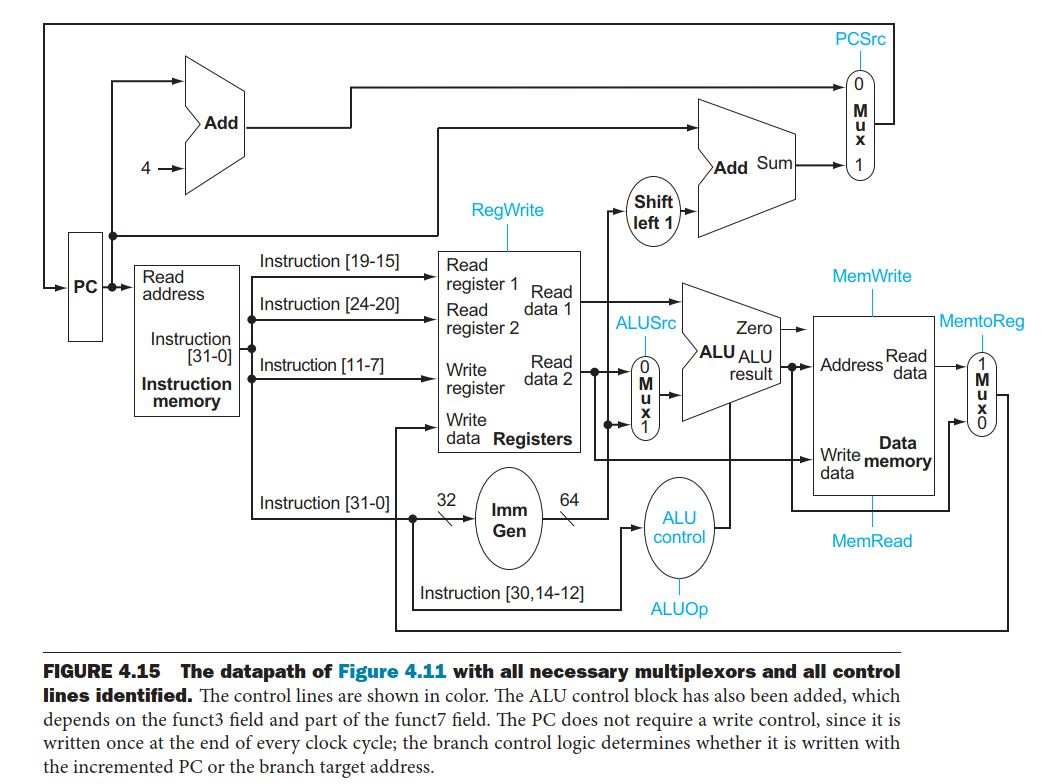 PCSrc
0
M
u
x
1
Add
4
Add Sum
Shift
left 1
RegWrite
PC
Read
address
Instruction
[31-0]
Instruction
memory
Instruction [19-15]
Instruction [24-20]
Instruction [11-7]
Instruction [31-0]
Read
register 1
Read
register 2
Write
register
Write
data
Read
data 1
Read
data 2
Registers
ALUSrc
0
M
u
x
1
Zero
ALU
ALU
result
MemWrite
Address
Read
data
Write
data
Data
memory
MemRead
MemtoReg
1
M
u
x
0
32
Imm
Gen
64
ALU
control
Instruction [30,14-12]
ALUOp
FIGURE 4.15 The datapath of Figure 4.11 with all necessary multiplexors and all control
lines identified. The control lines are shown in color. The ALU control block has also been added, which
depends on the funct3 field and part of the funct7 field. The PC does not require a write control, since it is
written once at the end of every clock cycle; the branch control logic determines whether it is written with
the incremented PC or the branch target address.